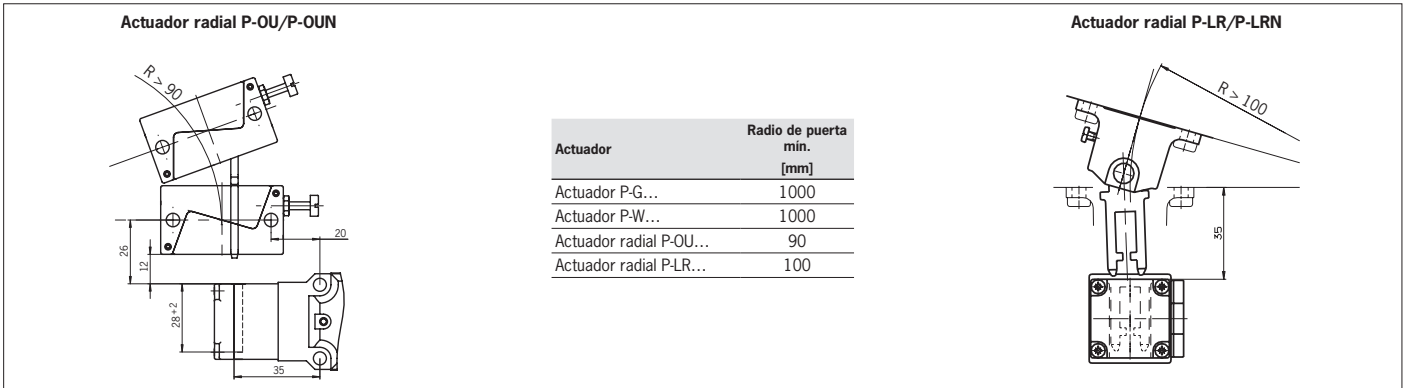 Actuador radial P-OU/P-OUN
R > 90
20
26
12
28+2
35
Actuador
Radio de puerta
mín.
[mm]
Actuador P-G… 1000
Actuador P-W… 1000
Actuador radial P-OU… 90
Actuador radial P-LR… 100
Actuador radial P-LR/P-LRN
R > 100
35